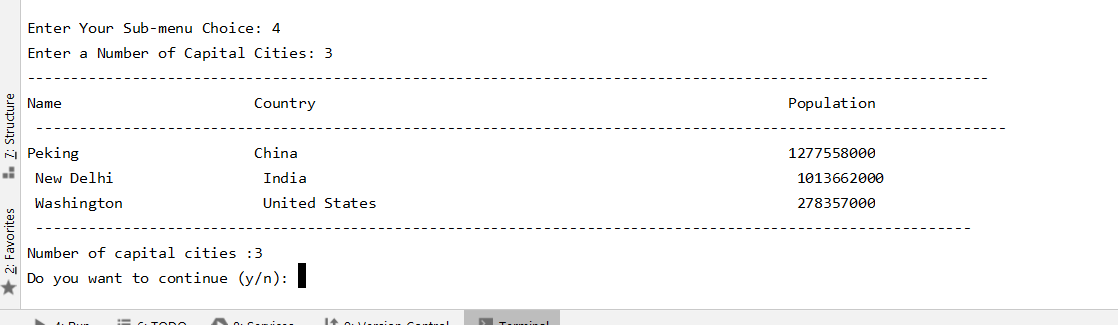 Enter Your Sub-menu Choice: 4
Enter a Number of Capital Cities: 3
--------------------------------------------------------------------------------------------------------------
Name                      Country                                                      Population
 ---------------------------------------------------------------------------------------------------------------
Peking                    China                                                        1277558000
 New Delhi                 India                                                        1013662000
 Washington                United States                                                278357000
 -----------------------------------------------------------------------------------------------------------
Number of capital cities :3
Do you want to continue (y/n):
7: Structure
2: Favorites
4: Run 6: TODO 8: Services 9: Version Control Terminal